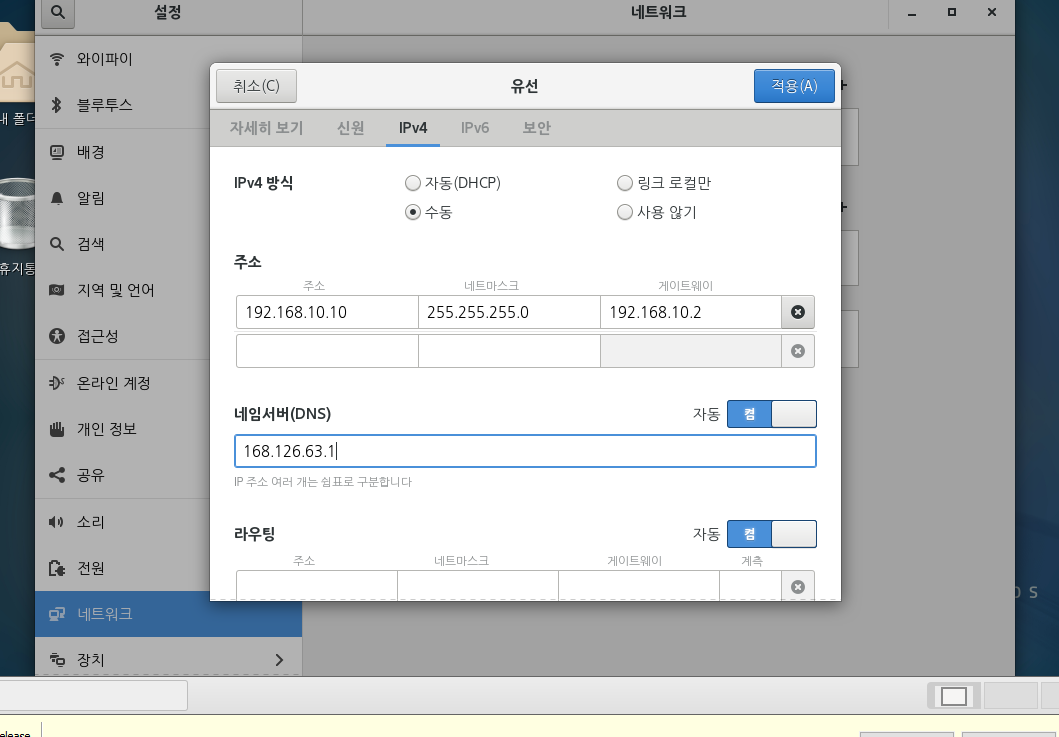 설정
네트워크
와이파이
블루투스
배경
알림
검색
지역 및 언어
접근성
온라인 계정
개인 정보
공유
소리
전원
네트워크
장치
내 폴더
휴지통
취소(C)
유선
적용(A)
자세히 보기 신원 IPv4 IPv6 보안
IPv4 방식
자동(DHCP) 링크 로컬만
수동 사용 않기
주소
주소 네트마스크 게이트웨이
192.168.10.10 255.255.255.0 192.168.10.2
네임서버(DNS) 자동 켬
168.126.63.1
IP 주소 여러 개는 쉼표로 구분합니다
라우팅 자동 켬
주소 네트마스크 게이트웨이 계측